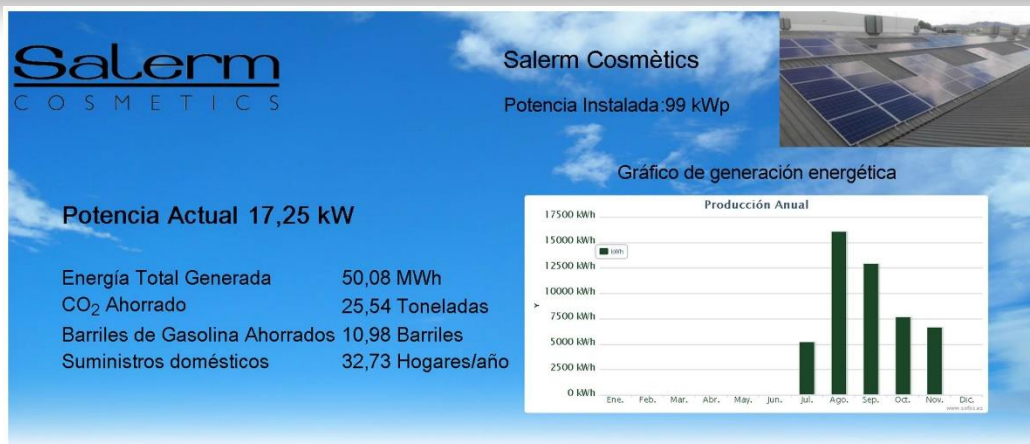 Salerm
COSMETICS
Salerm Cosmètics
Potencia Instalada:99 kWp
Gráfico de generación energética
Potencia Actual 17,25 kW
Energía Total Generada 50,08 MWh
CO2 Ahorrado 25,54 Toneladas
Barriles de Gasolina Ahorrados 10,98 Barriles
Suministros domésticos 32,73 Hogares/año
Producción Anual
17500 kWh
15000 kWh
kWh
12500 kWh
10000 kWh
Y
7500 kWh
5000 kWh
2500 kWh
0 kWh
Ene. Feb. Mar. Abr. May. Jun. Jul. Ago. Sep. Oct. Nov. Dic.